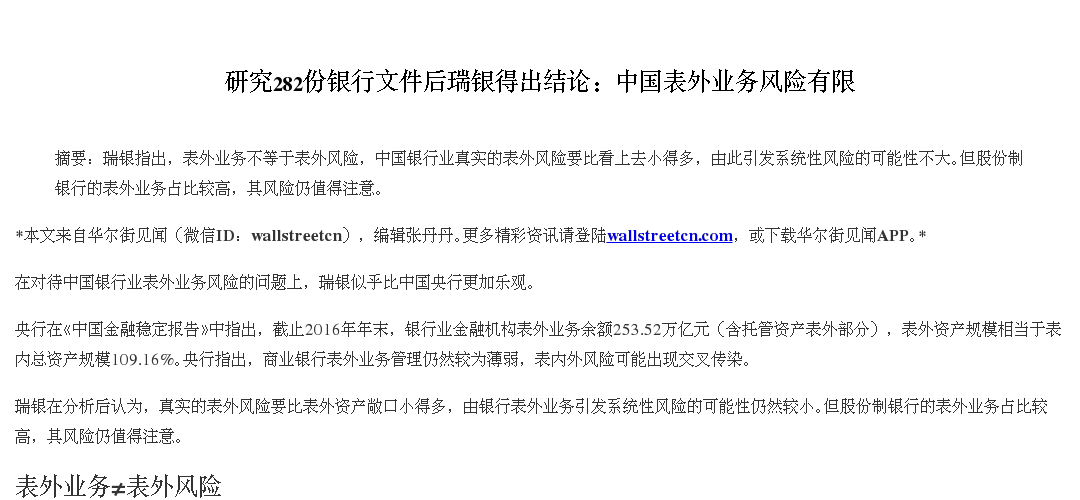 研究282份银行文件后瑞银得出结论：中国表外业务风险有限
摘要：瑞银指出，表外业务不等于表外风险，中国银行业真实的表外风险要比看上去小得多，由此引发系统性风险的可能性不大。但股份制
银行的表外业务占比较高，其风险仍值得注意。
*本文来自华尔街见闻（微信ID：wallstreetcn），编辑张丹丹。更多精彩资讯请登陆wallstreetcn.com，或下载华尔街见闻APP。*
在对待中国银行业表外业务风险的问题上，瑞银似乎比中国央行更加乐观。
央行在《中国金融稳定报告》中指出，截止2016年年末，银行业金融机构表外业务余额253.52万亿元（含托管资产表外部分），表外资产规模相当于表
内总资产规模109.16%。央行指出，商业银行表外业务管理仍然较为薄弱，表内外风险可能出现交叉传染。
瑞银在分析后认为，真实的表外风险要比表外资产敞口小得多，由银行表外业务引发系统性风险的可能性仍然较小。但股份制银行的表外业务占比较
高，其风险仍值得注意。
表外业务≠表外风险